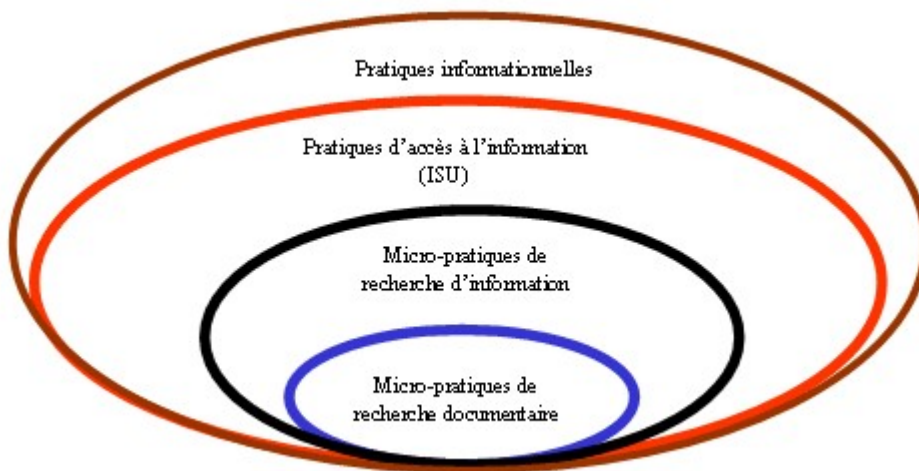 Pratiques informationnelles
Pratiques d'accès à l'information
(ISU)
Micro-pratiques de
recherche d'information
Micro-pratiques de
recherche documentaire